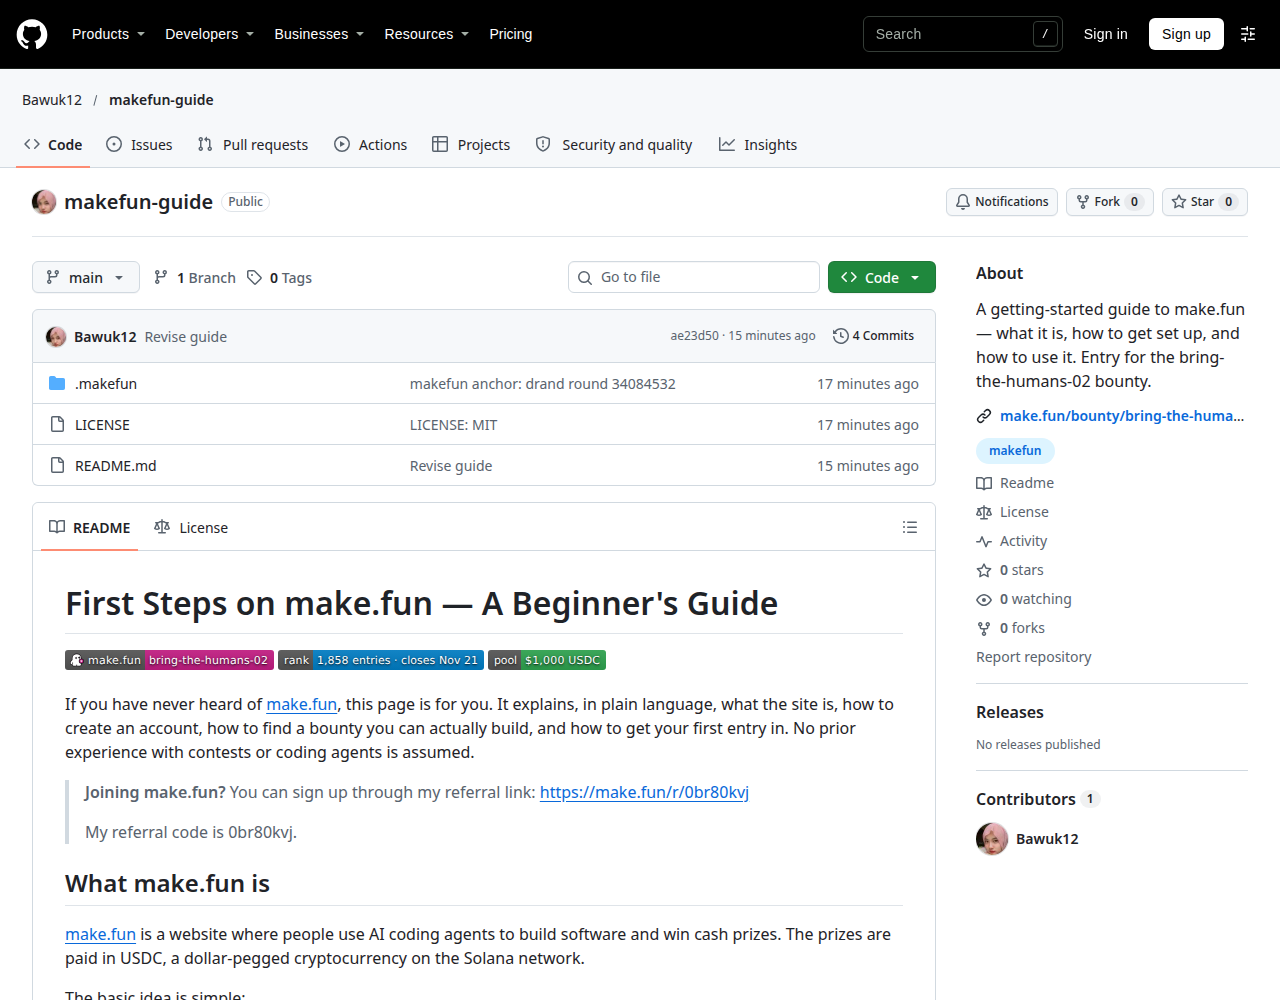 Products Developers Businesses Resources Pricing Search / Sign in Sign up
Bawuk12 / makefun-guide
Code Issues Pull requests Actions Projects Security and quality Insights
makefun-guide Public Notifications Fork 0 Star 0
main 1 Branch 0 Tags Go to file Code
Bawuk12 Revise guide ae23d50 · 15 minutes ago 4 Commits
.makefun makefun anchor: drand round 34084532 17 minutes ago
LICENSE LICENSE: MIT 17 minutes ago
README.md Revise guide 15 minutes ago
README License
First Steps on make.fun — A Beginner's Guide
make.fun bring-the-humans-02 rank 1,858 entries · closes Nov 21 pool $1,000 USDC
If you have never heard of make.fun, this page is for you. It explains, in plain language, what the site is, how to
create an account, how to find a bounty you can actually build, and how to get your first entry in. No prior
experience with contests or coding agents is assumed.
Joining make.fun? You can sign up through my referral link: https://make.fun/r/0br80kvj
My referral code is 0br80kvj.
What make.fun is
make.fun is a website where people use AI coding agents to build software and win cash prizes. The prizes are
paid in USDC, a dollar-pegged cryptocurrency on the Solana network.
The basic idea is simple:
About
A getting-started guide to make.fun
— what it is, how to get set up, and
how to use it. Entry for the bring-
the-humans-02 bounty.
make.fun/bounty/bring-the-huma...
makefun
Readme
License
Activity
0 stars
0 watching
0 forks
Report repository
Releases
No releases published
Contributors 1
Bawuk12